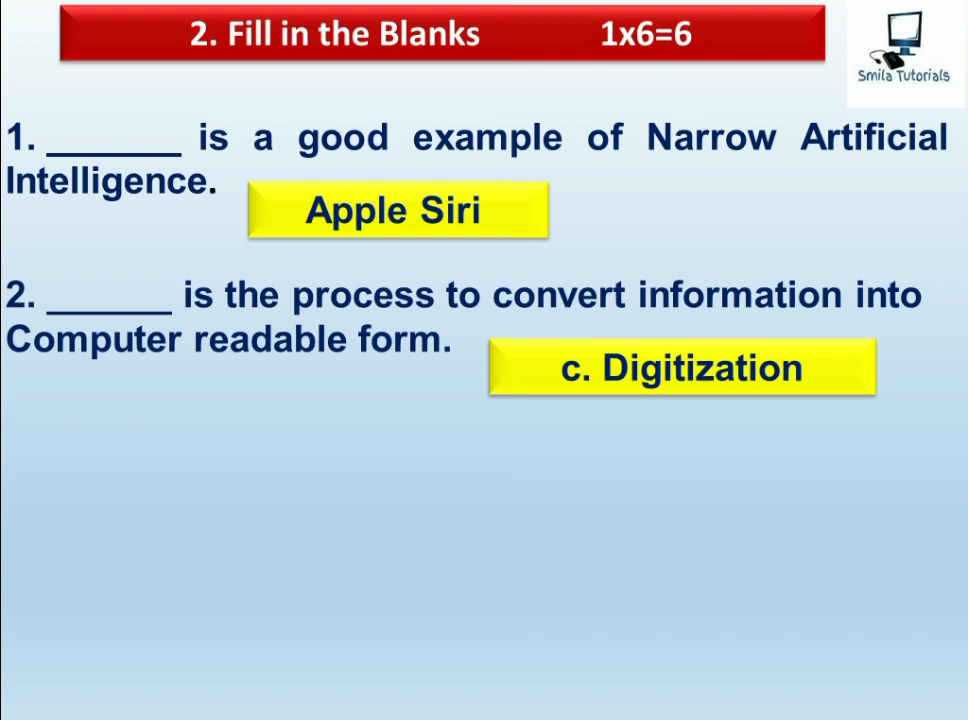 2. Fill in the Blanks 1x6=6
Smila Tutorials
1. _______ is a good example of Narrow Artificial
Intelligence.
Apple Siri
2. _______ is the process to convert information into
Computer readable form.
c. Digitization